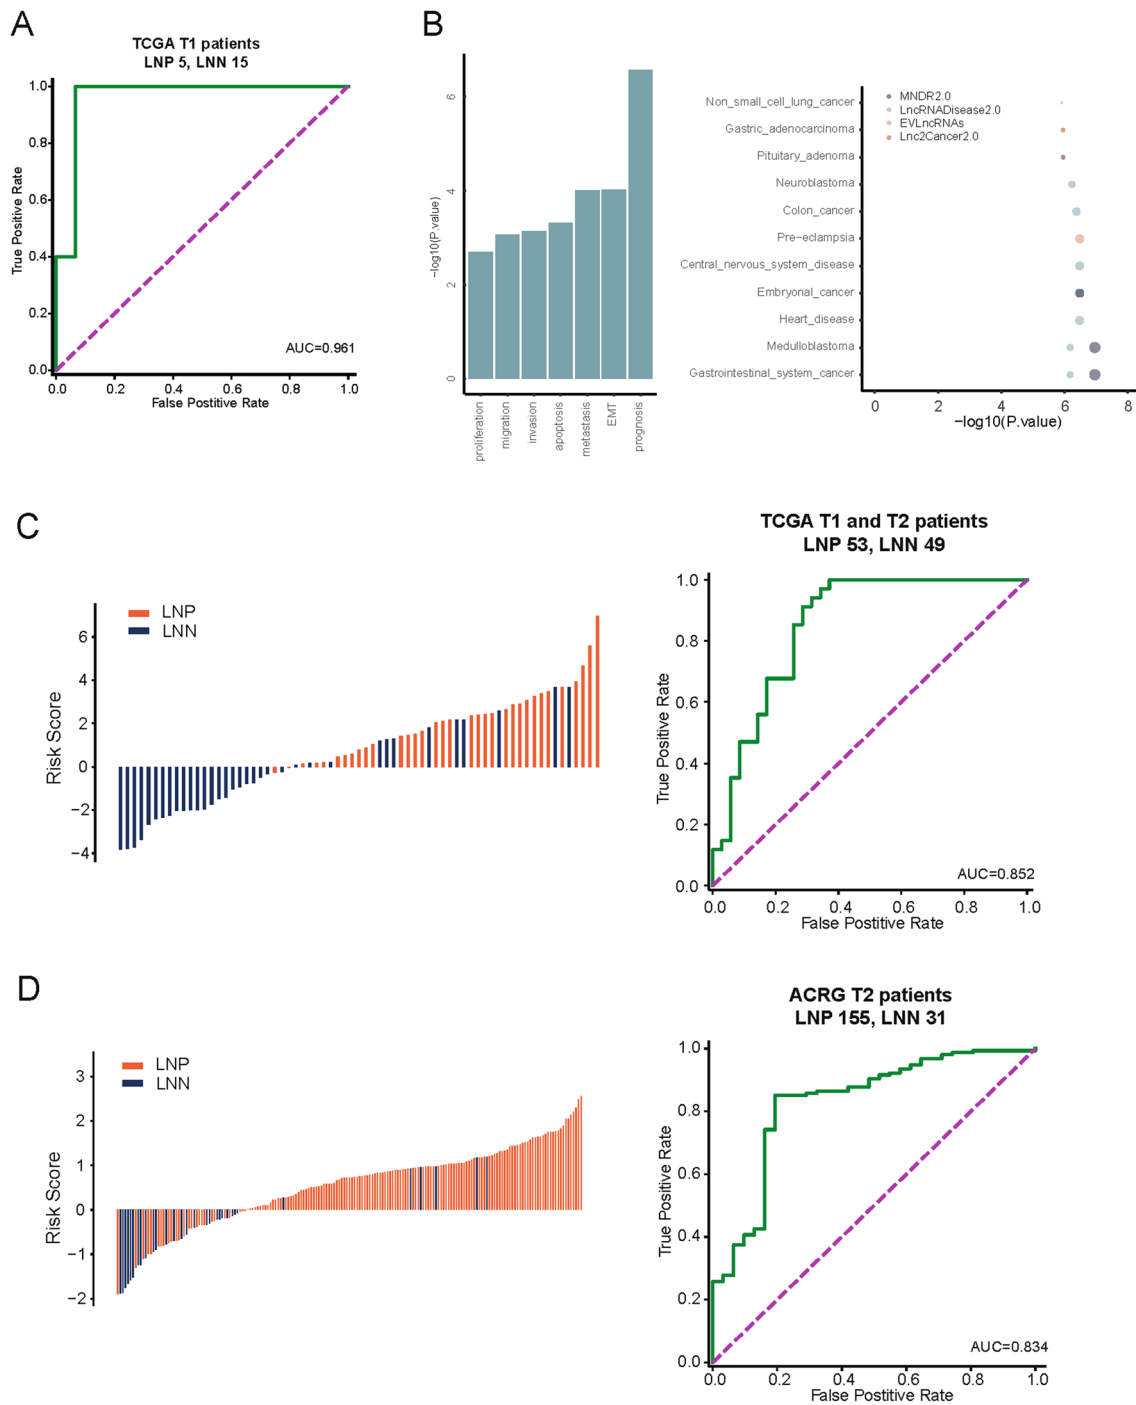 A
TCGA T1 patients
LNP 5, LNN 15
1.0
0.8
0.6
0.4
0.2
0.0
True Positive Rate
AUC=0.961
0.0 0.2 0.4 0.6 0.8 1.0
False Postitive Rate
B
6
4
2
0
−log10(P.value)
proliferation
migration
invasion
apoptosis
metastasis
EMT
prognosis
MNDR2.0
LncRNADisease2.0
EVLncRNAs
Lnc2Cancer2.0
Non_small_cell_lung_cancer
Gastric_adenocarcinoma
Pituitary_adenoma
Neuroblastoma
Colon_cancer
Pre−eclampsia
Central_nervous_system_disease
Embryonal_cancer
Heart_disease
Medulloblastoma
Gastrointestinal_system_cancer
0 2 4 6 8
−log10(P.value)
C
LNP
LNN
6
4
2
0
−2
−4
Risk Score
TCGA T1 and T2 patients
LNP 53, LNN 49
1.0
0.8
0.6
0.4
0.2
0.0
True Positive Rate
AUC=0.852
0.0 0.2 0.4 0.6 0.8 1.0
False Postitive Rate
D
LNP
LNN
3
2
1
0
−1
−2
Risk Score
ACRG T2 patients
LNP 155, LNN 31
1.0
0.8
0.6
0.4
0.2
0.0
True Positive Rate
AUC=0.834
0.0 0.2 0.4 0.6 0.8 1.0
False Postitive Rate